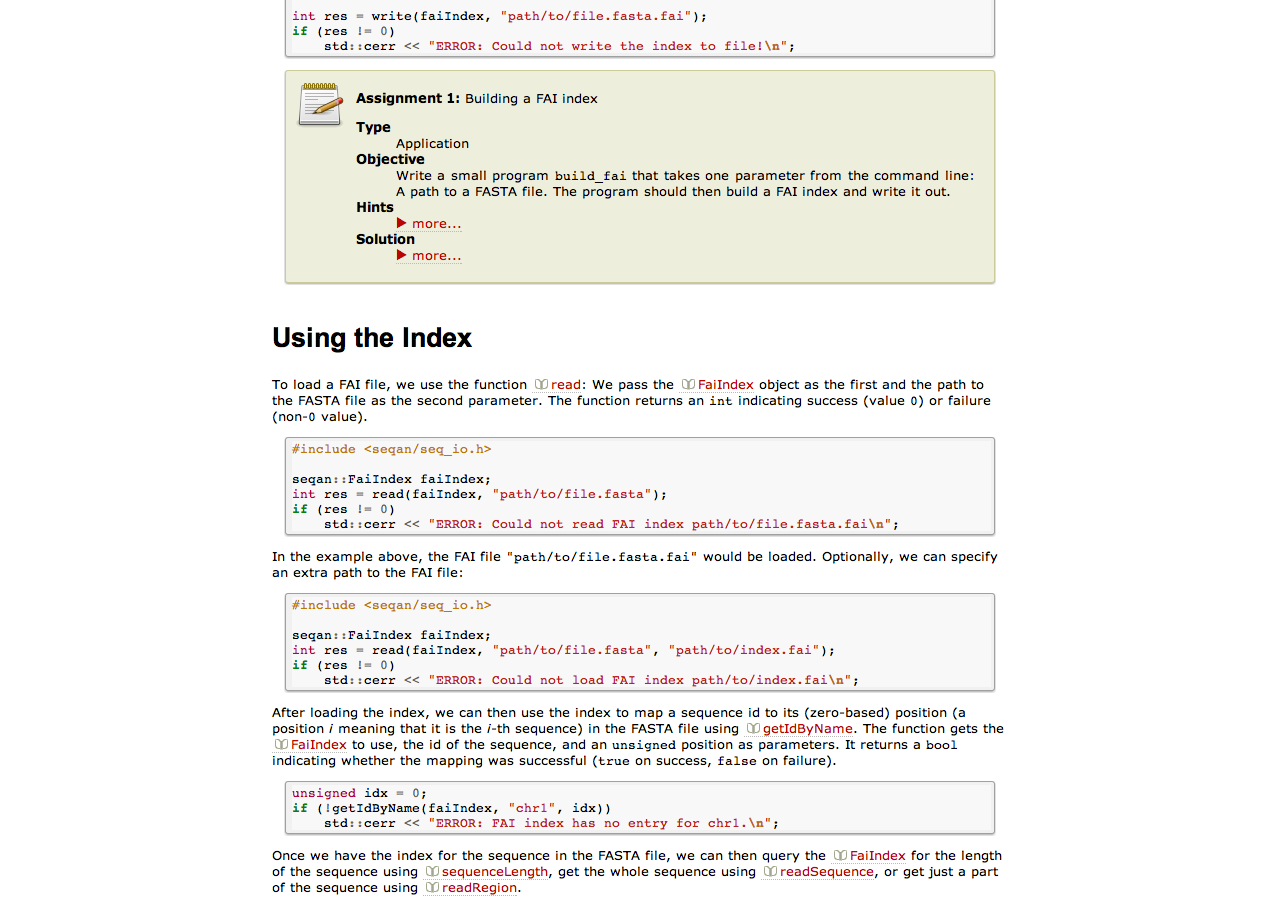 int res = write(faiIndex, "path/to/file.fasta.fai");
if (res != 0)
    std::cerr << "ERROR: Could not write the index to file!\n";
Assignment 1: Building a FAI index
Type
Application
Objective
Write a small program build_fai that takes one parameter from the command line:
A path to a FASTA file. The program should then build a FAI index and write it out.
Hints
▶ more...
Solution
▶ more...
Using the Index
To load a FAI file, we use the function read: We pass the FaiIndex object as the first and the path to
the FASTA file as the second parameter. The function returns an int indicating success (value 0) or failure
(non-0 value).
#include <seqan/seq_io.h>
seqan::FaiIndex faiIndex;
int res = read(faiIndex, "path/to/file.fasta");
if (res != 0)
    std::cerr << "ERROR: Could not read FAI index path/to/file.fasta.fai\n";
In the example above, the FAI file "path/to/file.fasta.fai" would be loaded. Optionally, we can specify
an extra path to the FAI file:
#include <seqan/seq_io.h>
seqan::FaiIndex faiIndex;
int res = read(faiIndex, "path/to/file.fasta", "path/to/index.fai");
if (res != 0)
    std::cerr << "ERROR: Could not load FAI index path/to/index.fai\n";
After loading the index, we can then use the index to map a sequence id to its (zero-based) position (a
position i meaning that it is the i-th sequence) in the FASTA file using getIdByName. The function gets the
FaiIndex to use, the id of the sequence, and an unsigned position as parameters. It returns a bool
indicating whether the mapping was successful (true on success, false on failure).
unsigned idx = 0;
if (!getIdByName(faiIndex, "chr1", idx))
    std::cerr << "ERROR: FAI index has no entry for chr1.\n";
Once we have the index for the sequence in the FASTA file, we can then query the FaiIndex for the length
of the sequence using sequenceLength, get the whole sequence using readSequence, or get just a part
of the sequence using readRegion.